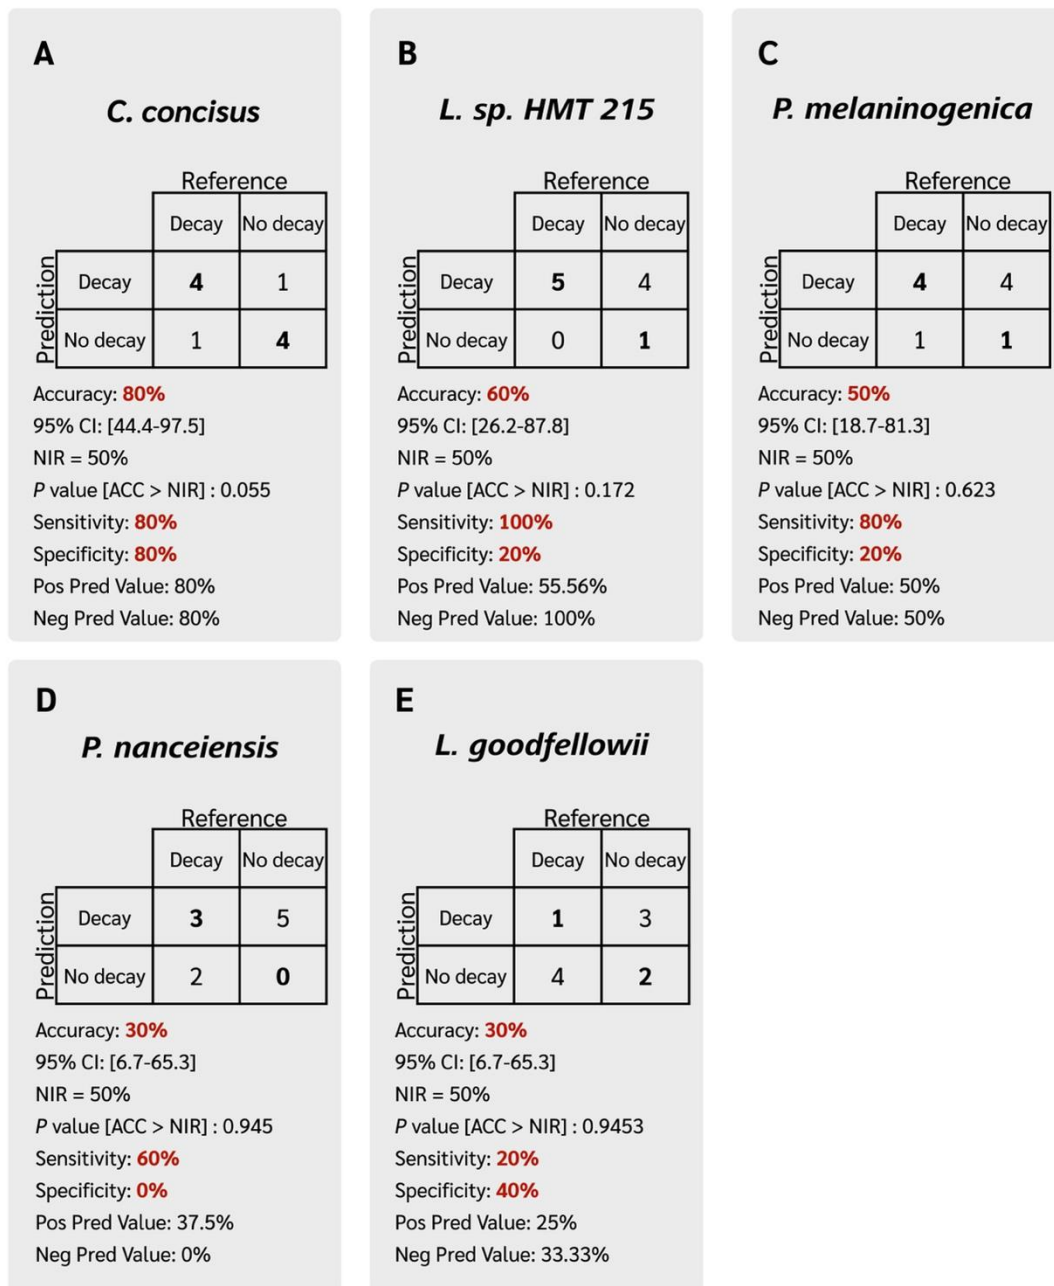 A
C. concisus
Reference
Decay No decay
Prediction
Decay 4 1
No decay 1 4
Accuracy: 80%
95% CI: [44.4-97.5]
NIR = 50%
P value [ACC > NIR] : 0.055
Sensitivity: 80%
Specificity: 80%
Pos Pred Value: 80%
Neg Pred Value: 80%
B
L. sp. HMT 215
Reference
Decay No decay
Prediction
Decay 5 4
No decay 0 1
Accuracy: 60%
95% CI: [26.2-87.8]
NIR = 50%
P value [ACC > NIR] : 0.172
Sensitivity: 100%
Specificity: 20%
Pos Pred Value: 55.56%
Neg Pred Value: 100%
C
P. melaninogenica
Reference
Decay No decay
Prediction
Decay 4 4
No decay 1 1
Accuracy: 50%
95% CI: [18.7-81.3]
NIR = 50%
P value [ACC > NIR] : 0.623
Sensitivity: 80%
Specificity: 20%
Pos Pred Value: 50%
Neg Pred Value: 50%
D
P. nanceiensis
Reference
Decay No decay
Prediction
Decay 3 5
No decay 2 0
Accuracy: 30%
95% CI: [6.7-65.3]
NIR = 50%
P value [ACC > NIR] : 0.945
Sensitivity: 60%
Specificity: 0%
Pos Pred Value: 37.5%
Neg Pred Value: 0%
E
L. goodfellowii
Reference
Decay No decay
Prediction
Decay 1 3
No decay 4 2
Accuracy: 30%
95% CI: [6.7-65.3]
NIR = 50%
P value [ACC > NIR] : 0.9453
Sensitivity: 20%
Specificity: 40%
Pos Pred Value: 25%
Neg Pred Value: 33.33%